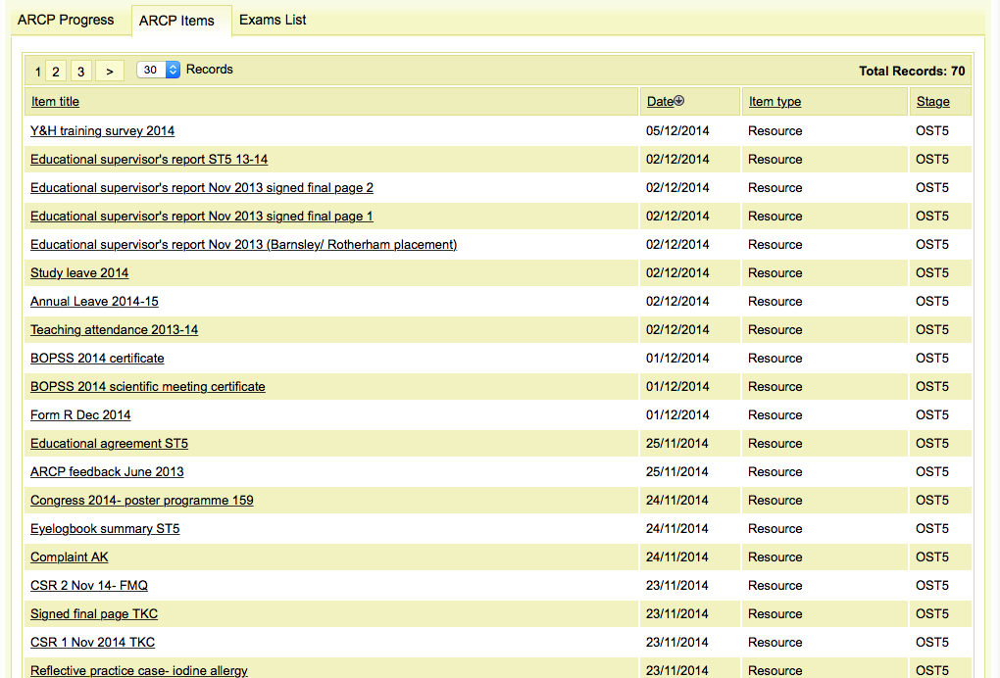 ARCP Progress ARCP Items Exams List
1 2 3 > 30 Records Total Records: 70
Item title Date Item type Stage
Y&H training survey 2014 05/12/2014 Resource OST5
Educational supervisor's report ST5 13-14 02/12/2014 Resource OST5
Educational supervisor's report Nov 2013 signed final page 2 02/12/2014 Resource OST5
Educational supervisor's report Nov 2013 signed final page 1 02/12/2014 Resource OST5
Educational supervisor's report Nov 2013 (Barnsley/ Rotherham placement) 02/12/2014 Resource OST5
Study leave 2014 02/12/2014 Resource OST5
Annual Leave 2014-15 02/12/2014 Resource OST5
Teaching attendance 2013-14 02/12/2014 Resource OST5
BOPSS 2014 certificate 01/12/2014 Resource OST5
BOPSS 2014 scientific meeting certificate 01/12/2014 Resource OST5
Form R Dec 2014 01/12/2014 Resource OST5
Educational agreement ST5 25/11/2014 Resource OST5
ARCP feedback June 2013 25/11/2014 Resource OST5
Congress 2014- poster programme 159 24/11/2014 Resource OST5
Eyelogbook summary ST5 24/11/2014 Resource OST5
Complaint AK 24/11/2014 Resource OST5
CSR 2 Nov 14- FMQ 23/11/2014 Resource OST5
Signed final page TKC 23/11/2014 Resource OST5
CSR 1 Nov 2014 TKC 23/11/2014 Resource OST5
Reflective practice case- iodine allergy 23/11/2014 Resource OST5